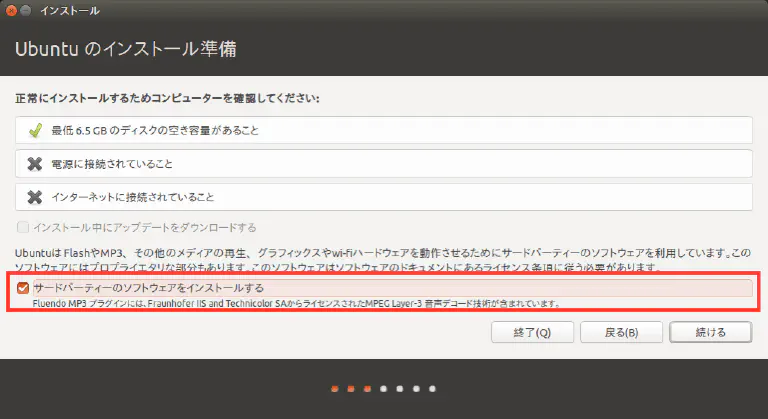 インストール
Ubuntu のインストール準備
正常にインストールするためコンピューターを確認してください:
最低 6.5 GB のディスクの空き容量があること
電源に接続されていること
インターネットに接続されていること
インストール中にアップデートをダウンロードする
UbuntuはFlashやMP3、その他のメディアの再生、グラフィックスやwi-fiハードウェアを動作させるためにサードパーティーのソフトウェアを利用しています。この
ソフトウェアにはプロプライエタリな部分もあります。このソフトウェアはソフトウェアのドキュメントにあるライセンス条項に従う必要があります。
サードパーティーのソフトウェアをインストールする
Fluendo MP3 プラグインには、Fraunhofer IIS and Technicolor SAからライセンスされたMPEG Layer-3 音声デコード技術が含まれています。
終了(Q)
戻る(B)
続ける